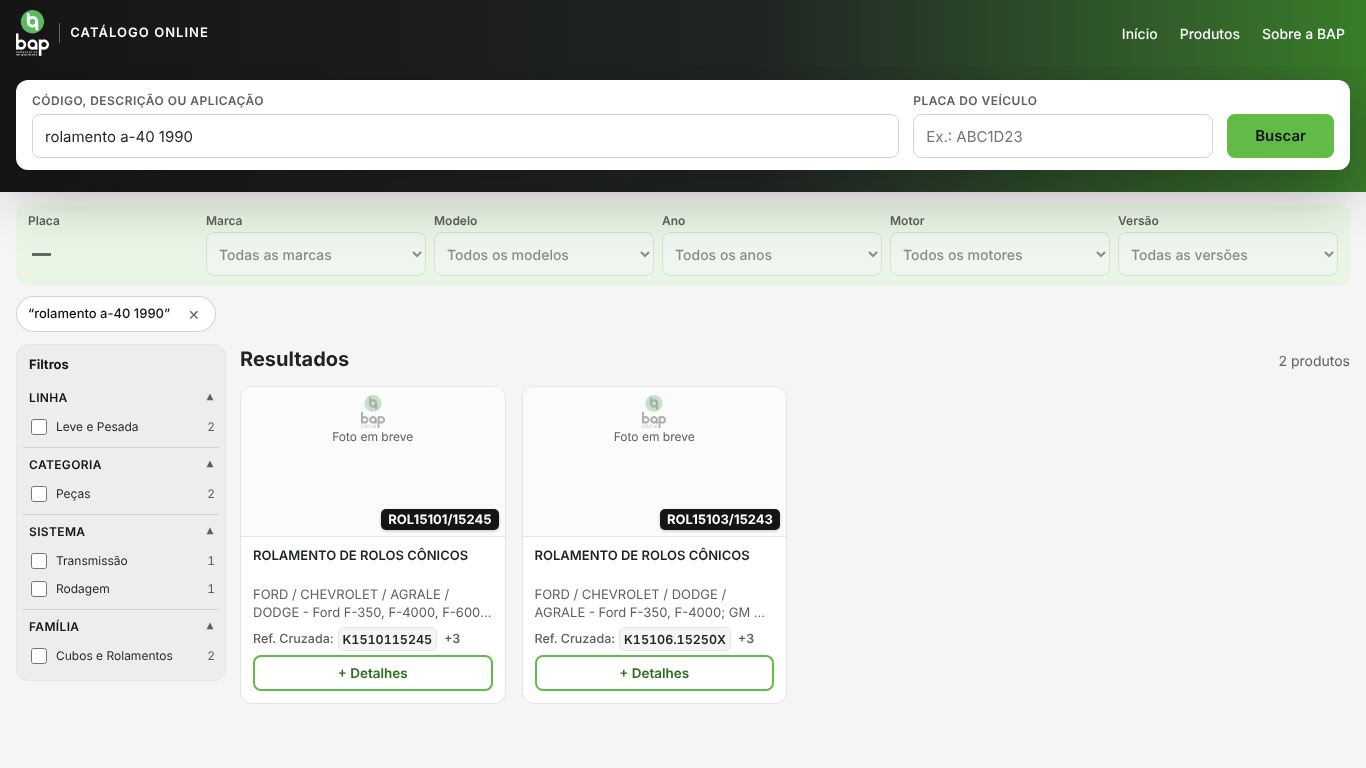 bap
CATÁLOGO ONLINE
Início
Produtos
Sobre a BAP
CÓDIGO, DESCRIÇÃO OU APLICAÇÃO
rolamento a-40 1990
PLACA DO VEÍCULO
Ex.: ABC1D23
Buscar
Placa
—
Marca
Todas as marcas
Modelo
Todos os modelos
Ano
Todos os anos
Motor
Todos os motores
Versão
Todas as versões
“rolamento a-40 1990” ×
Filtros
LINHA ▲
Leve e Pesada 2
CATEGORIA ▲
Peças 2
SISTEMA ▲
Transmissão 1
Rodagem 1
FAMÍLIA ▲
Cubos e Rolamentos 2
Resultados
2 produtos
bap
Foto em breve
ROL15101/15245
ROLAMENTO DE ROLOS CÔNICOS
FORD / CHEVROLET / AGRALE /
DODGE - Ford F-350, F-4000, F-600...
Ref. Cruzada: K1510115245 +3
+ Detalhes
bap
Foto em breve
ROL15103/15243
ROLAMENTO DE ROLOS CÔNICOS
FORD / CHEVROLET / DODGE /
AGRALE - Ford F-350, F-4000; GM ...
Ref. Cruzada: K15106.15250X +3
+ Detalhes